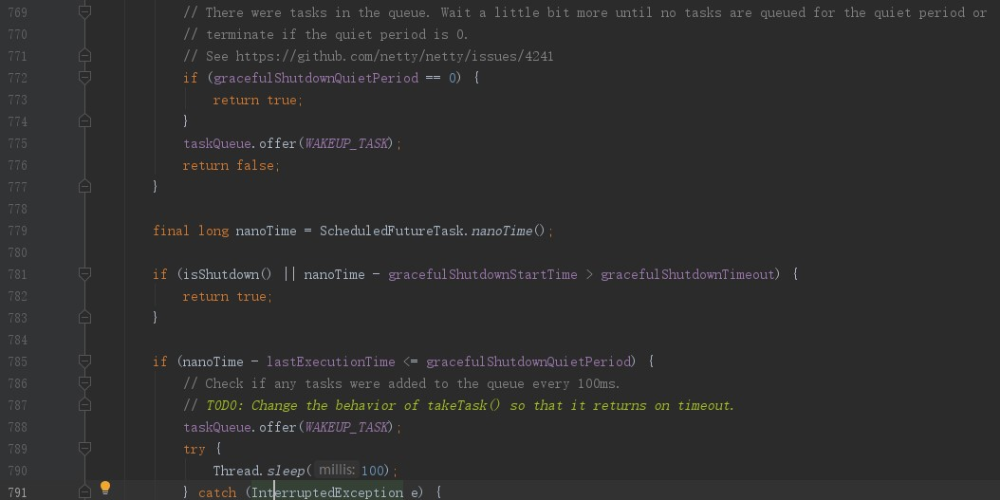 769 // There were tasks in the queue. Wait a little bit more until no tasks are queued for the quiet period or
770 // terminate if the quiet period is 0.
771 // See https://github.com/netty/netty/issues/4241
772 if (gracefulShutdownQuietPeriod == 0) {
773 return true;
774 }
775 taskQueue.offer(WAKEUP_TASK);
776 return false;
777 }
778
779 final long nanoTime = ScheduledFutureTask.nanoTime();
780
781 if (isShutdown() || nanoTime - gracefulShutdownStartTime > gracefulShutdownTimeout) {
782 return true;
783 }
784
785 if (nanoTime - lastExecutionTime <= gracefulShutdownQuietPeriod) {
786 // Check if any tasks were added to the queue every 100ms.
787 // TODO: Change the behavior of takeTask() so that it returns on timeout.
788 taskQueue.offer(WAKEUP_TASK);
789 try {
790 Thread.sleep( millis: 100);
791 } catch (InterruptedException e) {